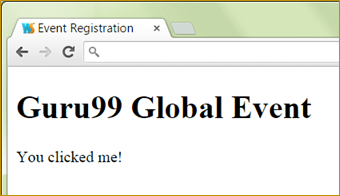 Event Registration
Guru99 Global Event
You clicked me!